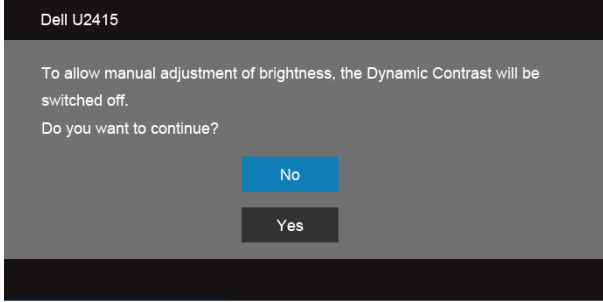 Dell U2415
To allow manual adjustment of brightness, the Dynamic Contrast will be
switched off.
Do you want to continue?
No
Yes